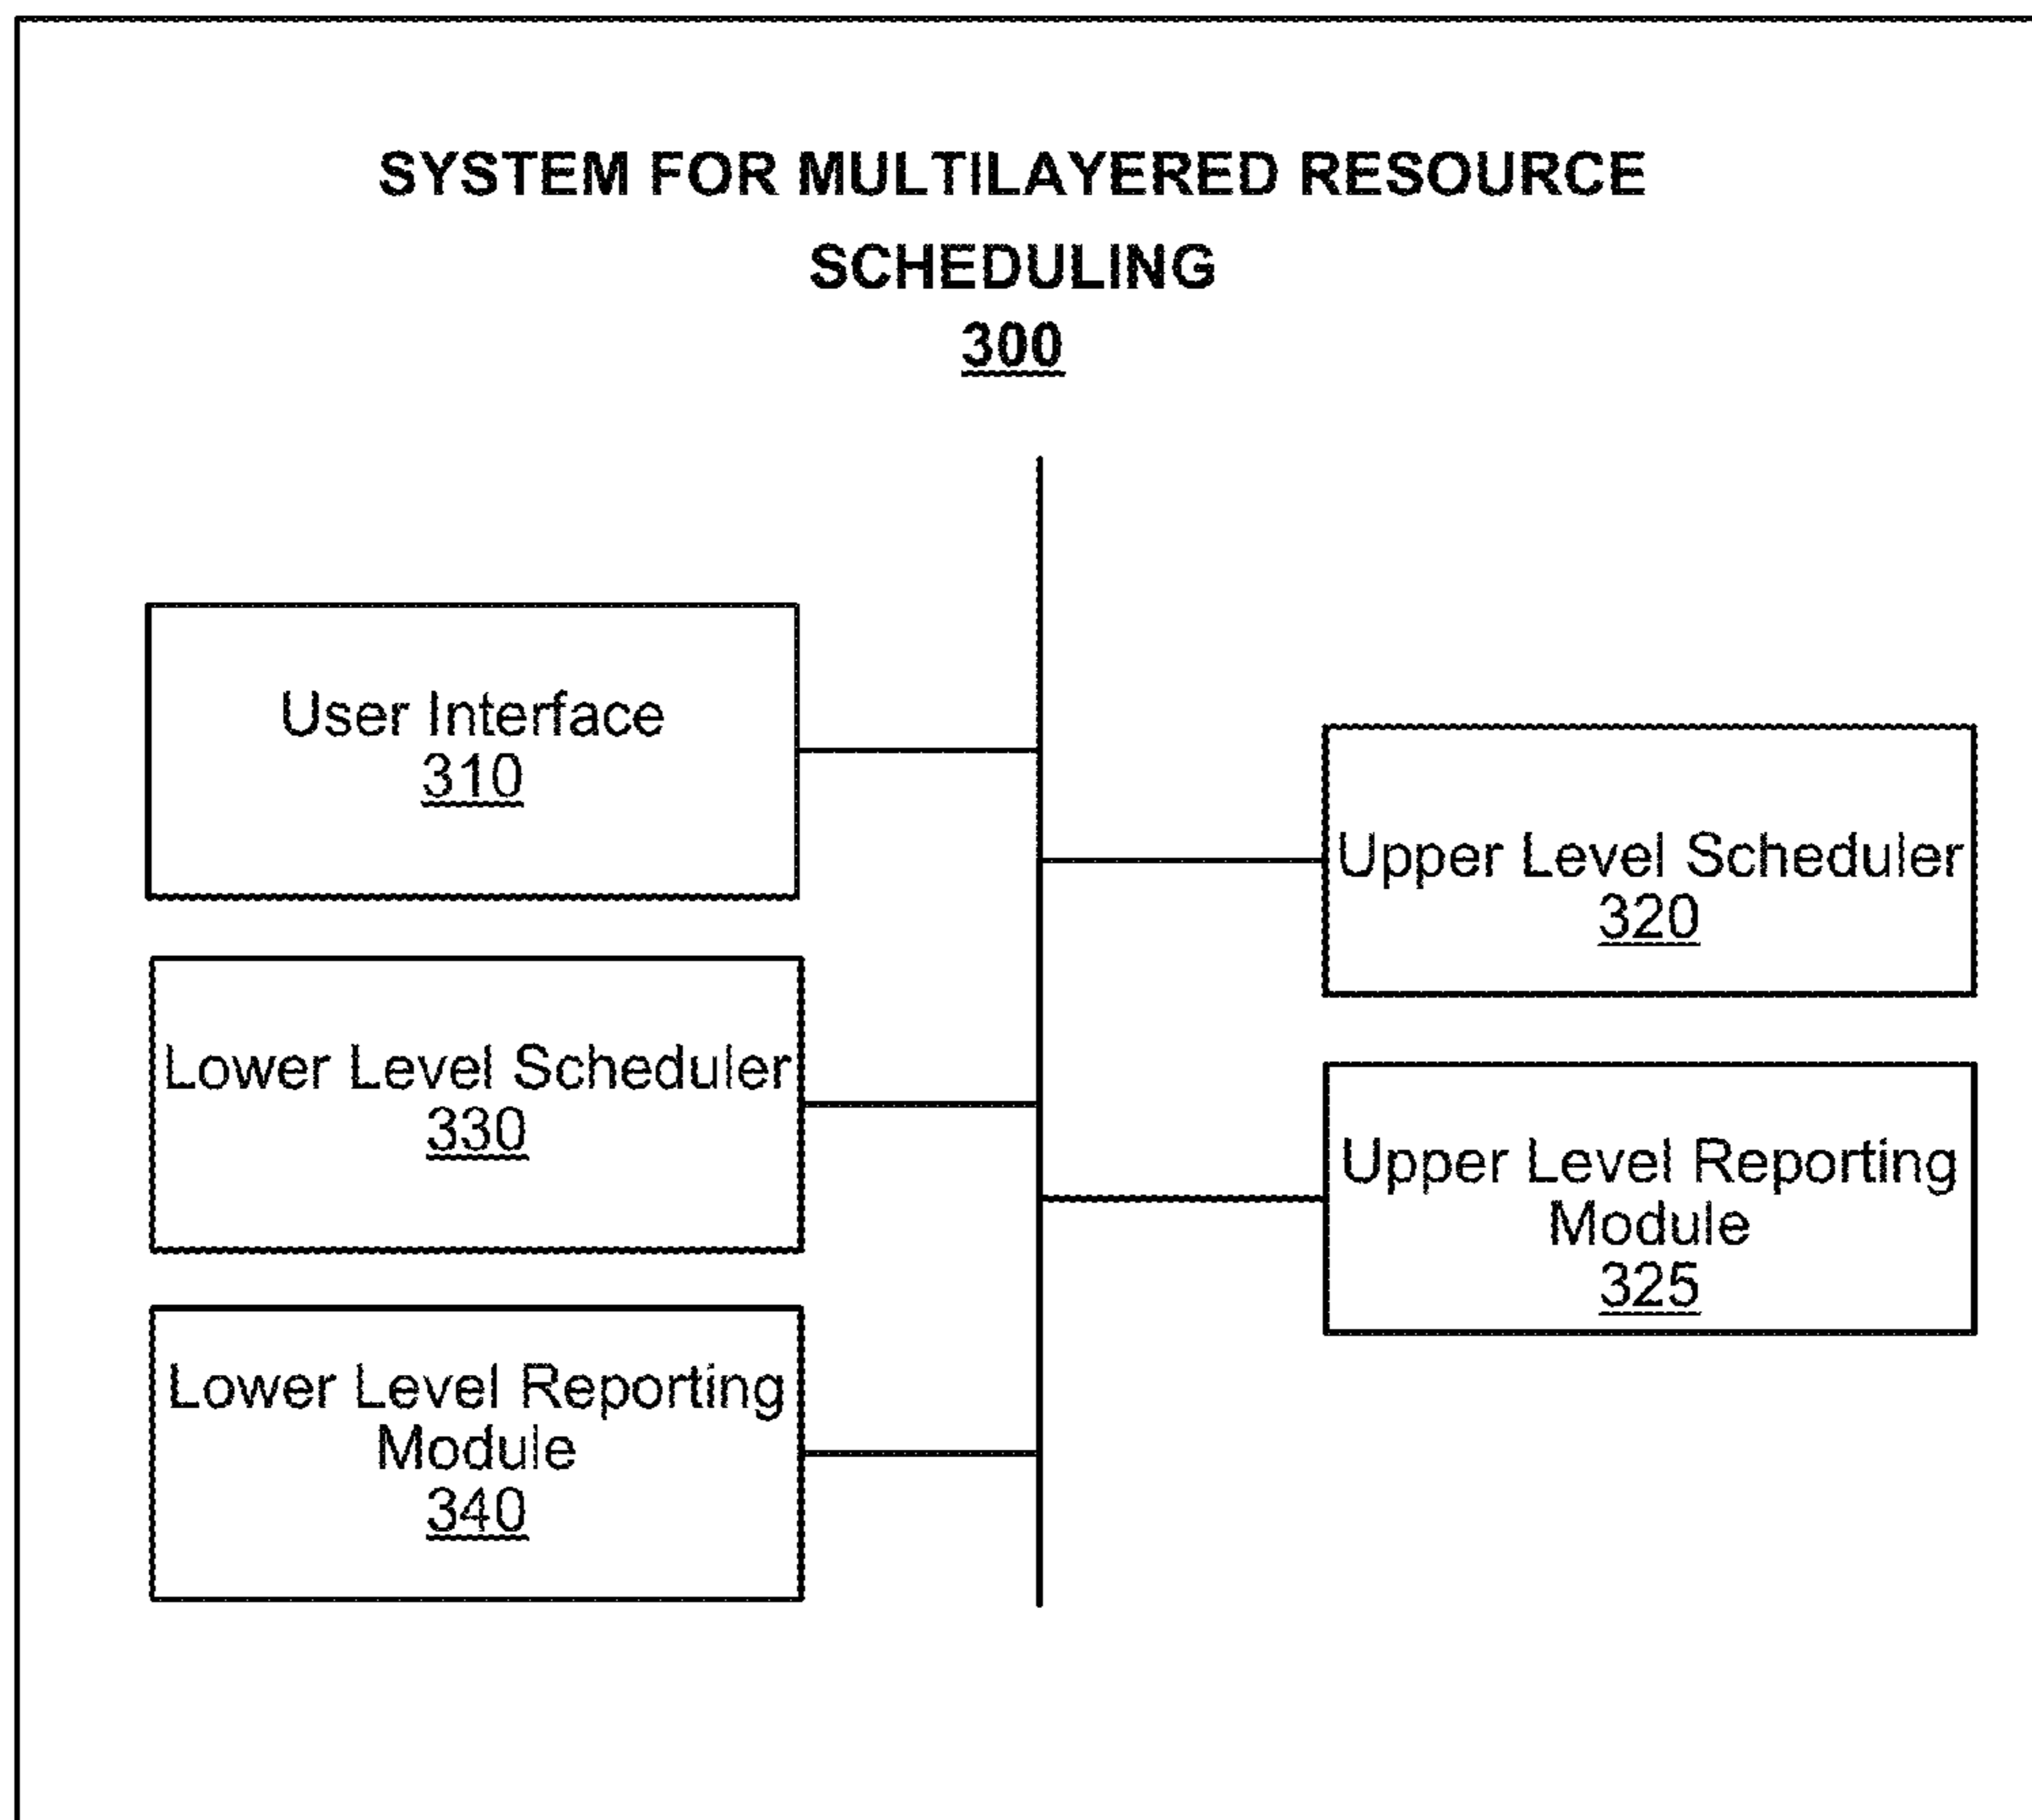 SYSTEM FOR MULTILAYERED RESOURCE
SCHEDULING
300
User Interface
310
Upper Level Scheduler
320
Lower Level Scheduler
330
Upper Level Reporting
Module
325
Lower Level Reporting
Module
340